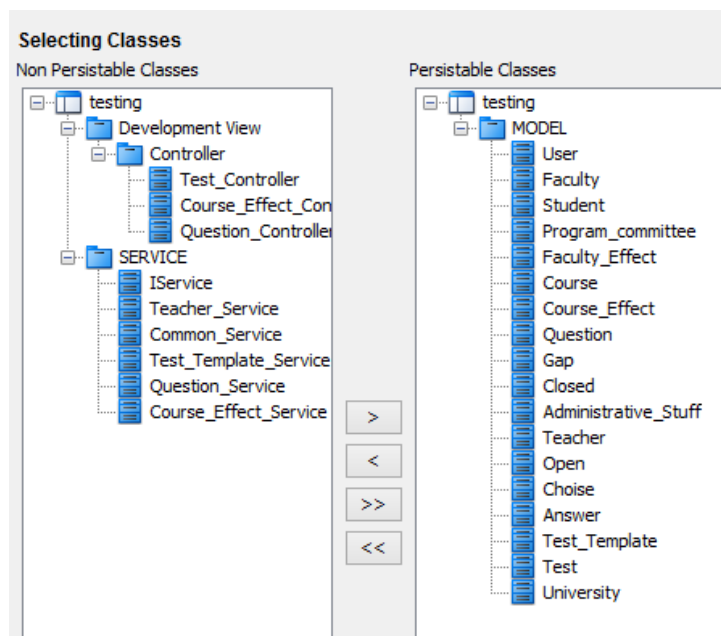 Selecting Classes
Non Persistable Classes
testing
Development View
Controller
Test_Controller
Course_Effect_Con
Question_Controller
SERVICE
IService
Teacher_Service
Common_Service
Test_Template_Service
Question_Service
Course_Effect_Service
>
<
>>
<<
Persistable Classes
testing
MODEL
User
Faculty
Student
Program_committee
Faculty_Effect
Course
Course_Effect
Question
Gap
Closed
Administrative_Stuff
Teacher
Open
Choise
Answer
Test_Template
Test
University